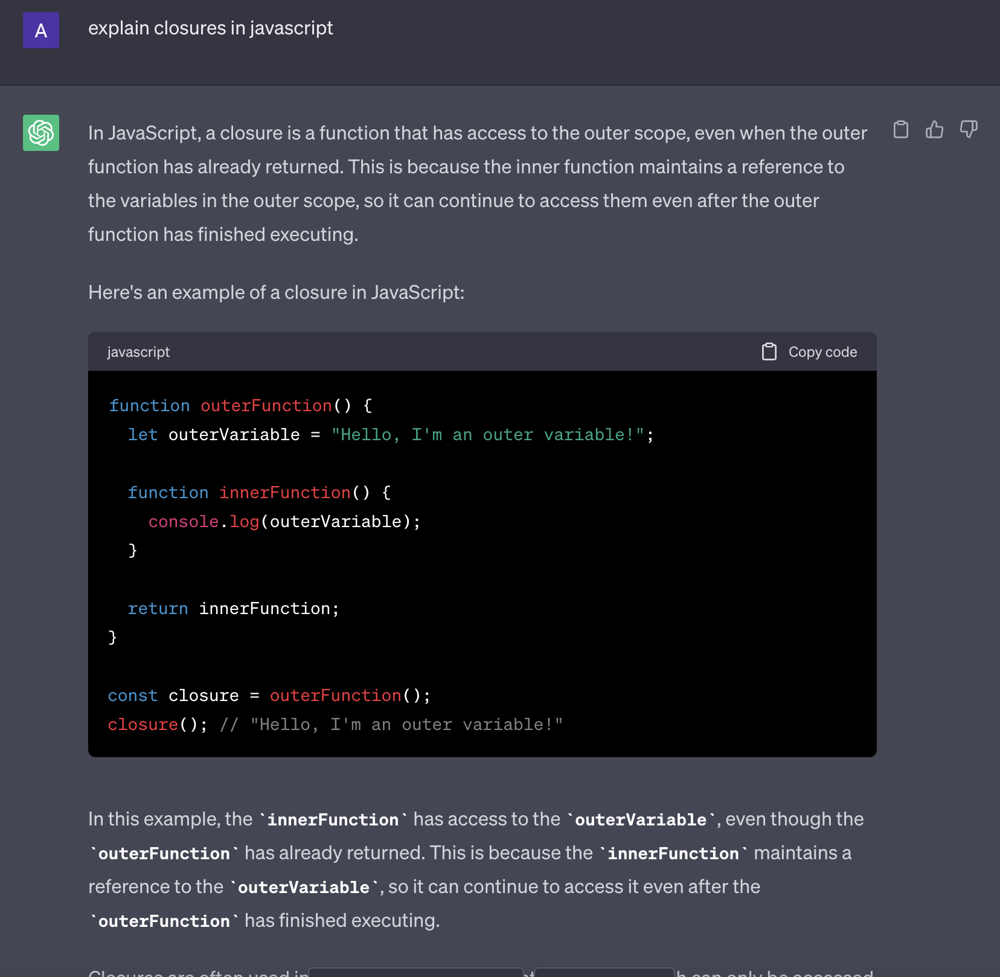 A
explain closures in javascript
In JavaScript, a closure is a function that has access to the outer scope, even when the outer
function has already returned. This is because the inner function maintains a reference to
the variables in the outer scope, so it can continue to access them even after the outer
function has finished executing.
Here's an example of a closure in JavaScript:
javascript
Copy code
function outerFunction() {
  let outerVariable = "Hello, I'm an outer variable!";
  function innerFunction() {
    console.log(outerVariable);
  }
  return innerFunction;
}
const closure = outerFunction();
closure(); // "Hello, I'm an outer variable!"
In this example, the `innerFunction` has access to the `outerVariable`, even though the
`outerFunction` has already returned. This is because the `innerFunction` maintains a
reference to the `outerVariable`, so it can continue to access it even after the
`outerFunction` has finished executing.
Closures are often used in can only be accessed